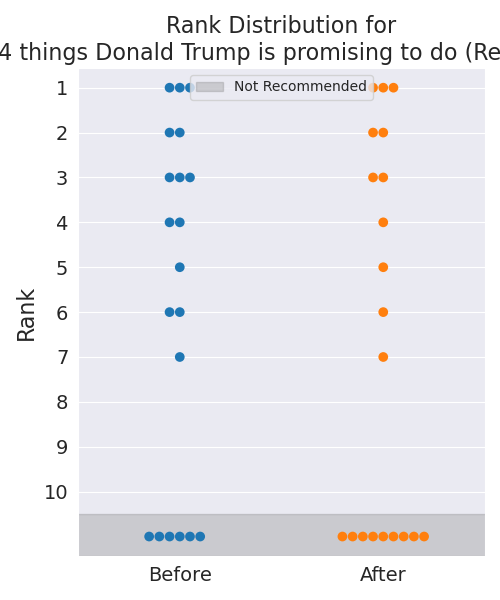 Rank Distribution for
4 things Donald Trump is promising to do (Re
Not Recommended
1
2
3
4
5
6
7
8
9
10
Rank
Before
After